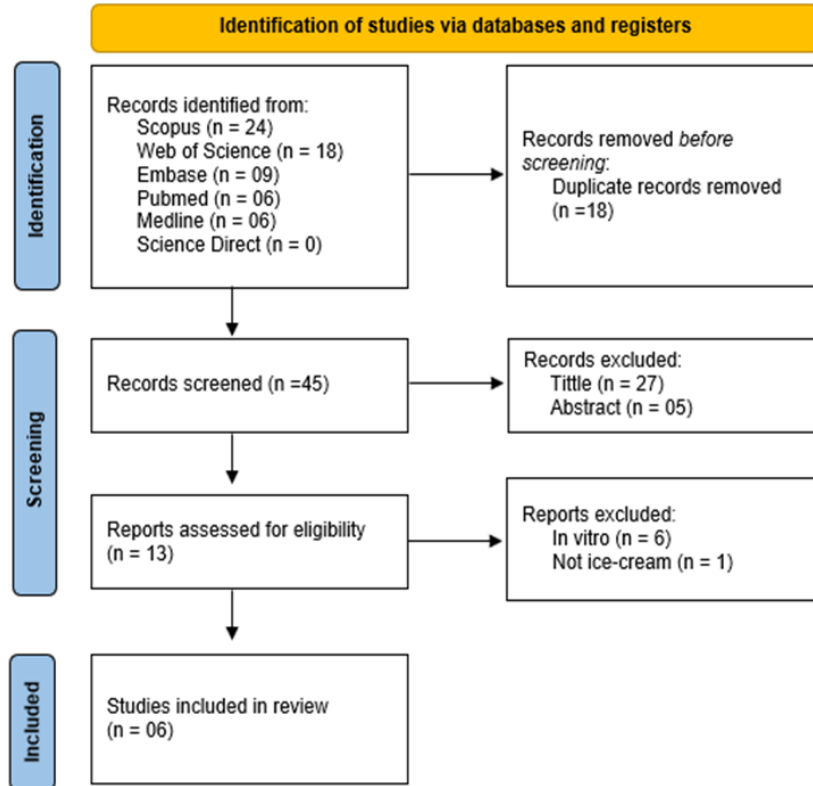 Identification of studies via databases and registers
Identification
Records identified from:
Scopus (n = 24)
Web of Science (n = 18)
Embase (n = 09)
Pubmed (n = 06)
Medline (n = 06)
Science Direct (n = 0)
Records removed before
screening:
Duplicate records removed
(n =18)
Screening
Records screened (n =45)
Records excluded:
Tittle (n = 27)
Abstract (n = 05)
Reports assessed for eligibility
(n = 13)
Reports excluded:
In vitro (n = 6)
Not ice-cream (n = 1)
Included
Studies included in review
(n = 06)